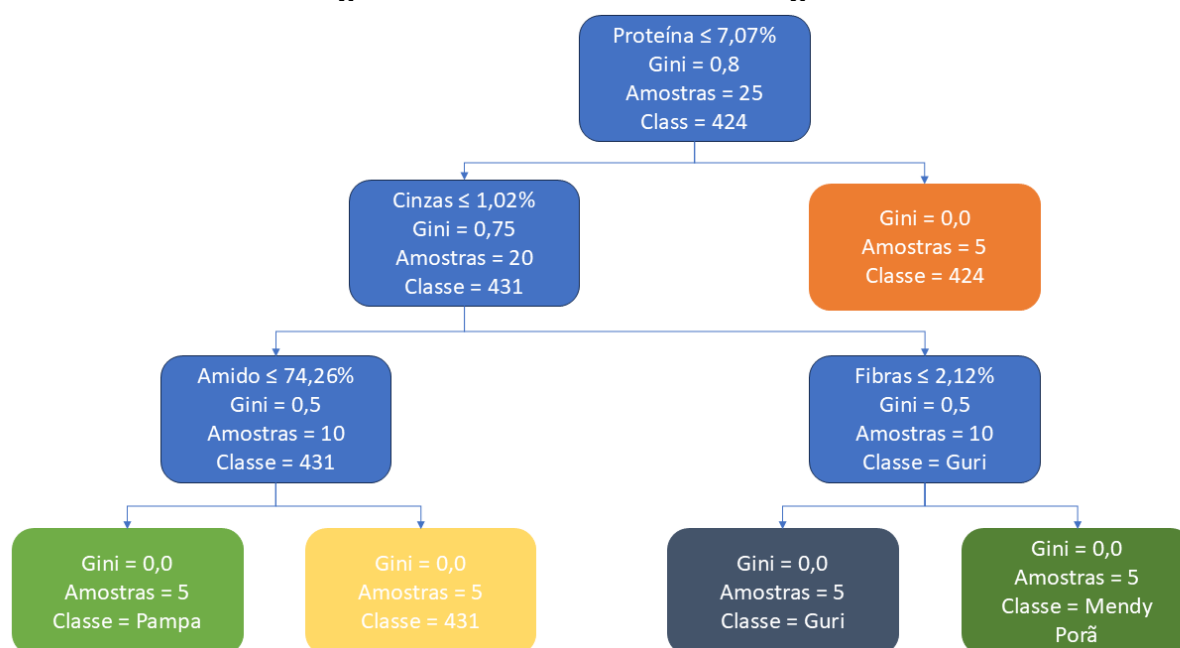 Proteína ≤ 7,07%
Gini = 0,8
Amostras = 25
Class = 424
Cinzas ≤ 1,02%
Gini = 0,75
Amostras = 20
Classe = 431
Gini = 0,0
Amostras = 5
Classe = 424
Amido ≤ 74,26%
Gini = 0,5
Amostras = 10
Classe = 431
Fibras ≤ 2,12%
Gini = 0,5
Amostras = 10
Classe = Guri
Gini = 0,0
Amostras = 5
Classe = Pampa
Gini = 0,0
Amostras = 5
Classe = 431
Gini = 0,0
Amostras = 5
Classe = Guri
Gini = 0,0
Amostras = 5
Classe = Mendy
Porã